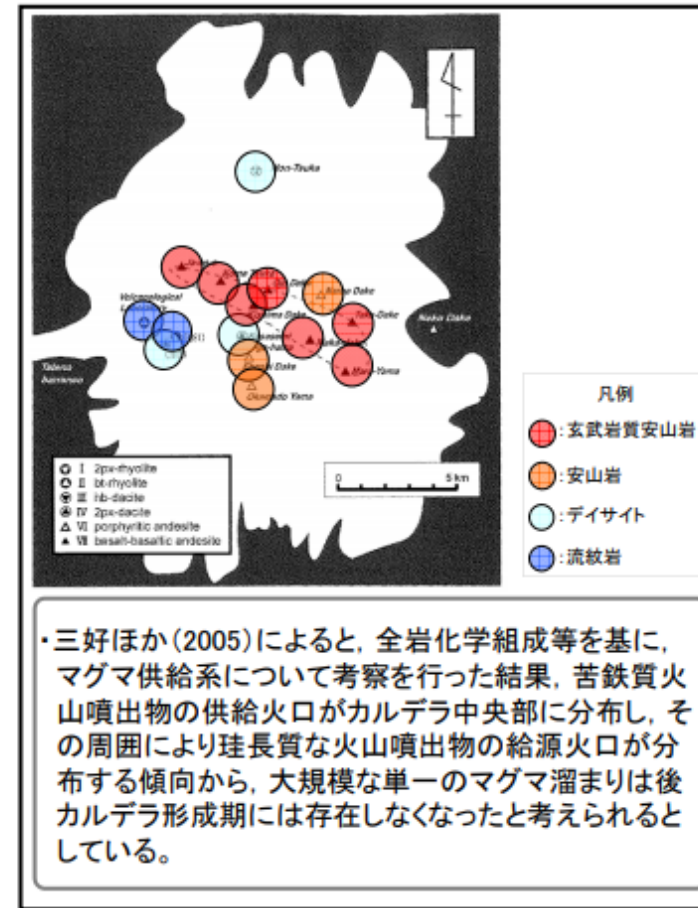 Non-Tsuka
Volcanological
Dake
Naka Dake
Taka-Dake
Maru-Yama
Yama
Tateno
barranco
0 5 km
I 2px-rhyolite
II bt-rhyolite
III hb-dacite
IV 2px-dacite
VI porphyritic andesite
VII basalt-basaltic andesite
凡例
:玄武岩質安山岩
:安山岩
:デイサイト
:流紋岩
・三好ほか(2005)によると, 全岩化学組成等を基に,
マグマ供給系について考察を行った結果, 苦鉄質火
山噴出物の供給火口がカルデラ中央部に分布し, そ
の周囲により珪長質な火山噴出物の給源火口が分
布する傾向から, 大規模な単一のマグマ溜まりは後
カルデラ形成期には存在しなくなったと考えられると
している。